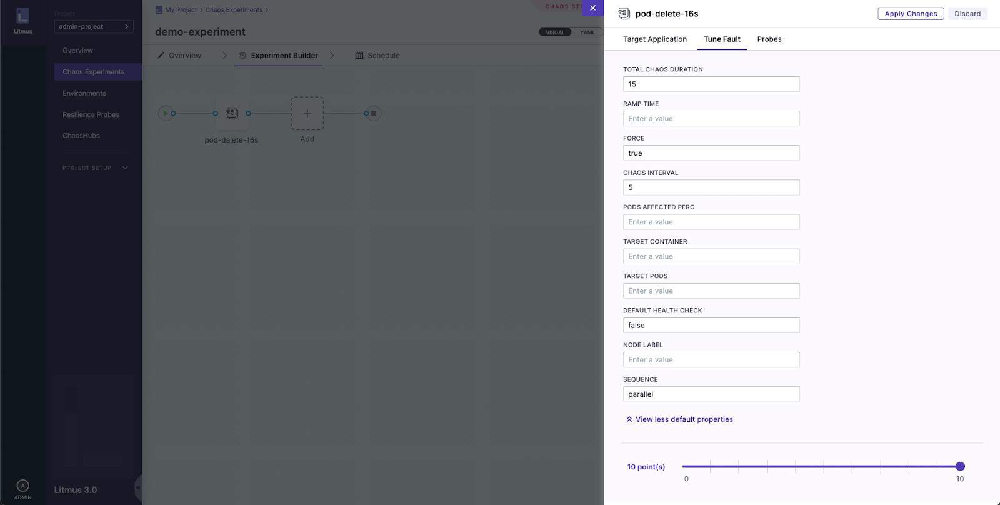 Litmus
Project
admin-project
Overview
Chaos Experiments
Environments
Resilience Probes
ChaosHubs
PROJECT SETUP
A
ADMIN
Litmus 3.0
My Project > Chaos Experiments >
demo-experiment
CHAOS ST
VISUAL YAML
Overview
Experiment Builder
Schedule
pod-delete-16s
Add
pod-delete-16s
Apply Changes
Discard
Target Application
Tune Fault
Probes
TOTAL CHAOS DURATION
15
RAMP TIME
Enter a value
FORCE
true
CHAOS INTERVAL
5
PODS AFFECTED PERC
Enter a value
TARGET CONTAINER
Enter a value
TARGET PODS
Enter a value
DEFAULT HEALTH CHECK
false
NODE LABEL
Enter a value
SEQUENCE
parallel
View less default properties
10 point(s)
0
10